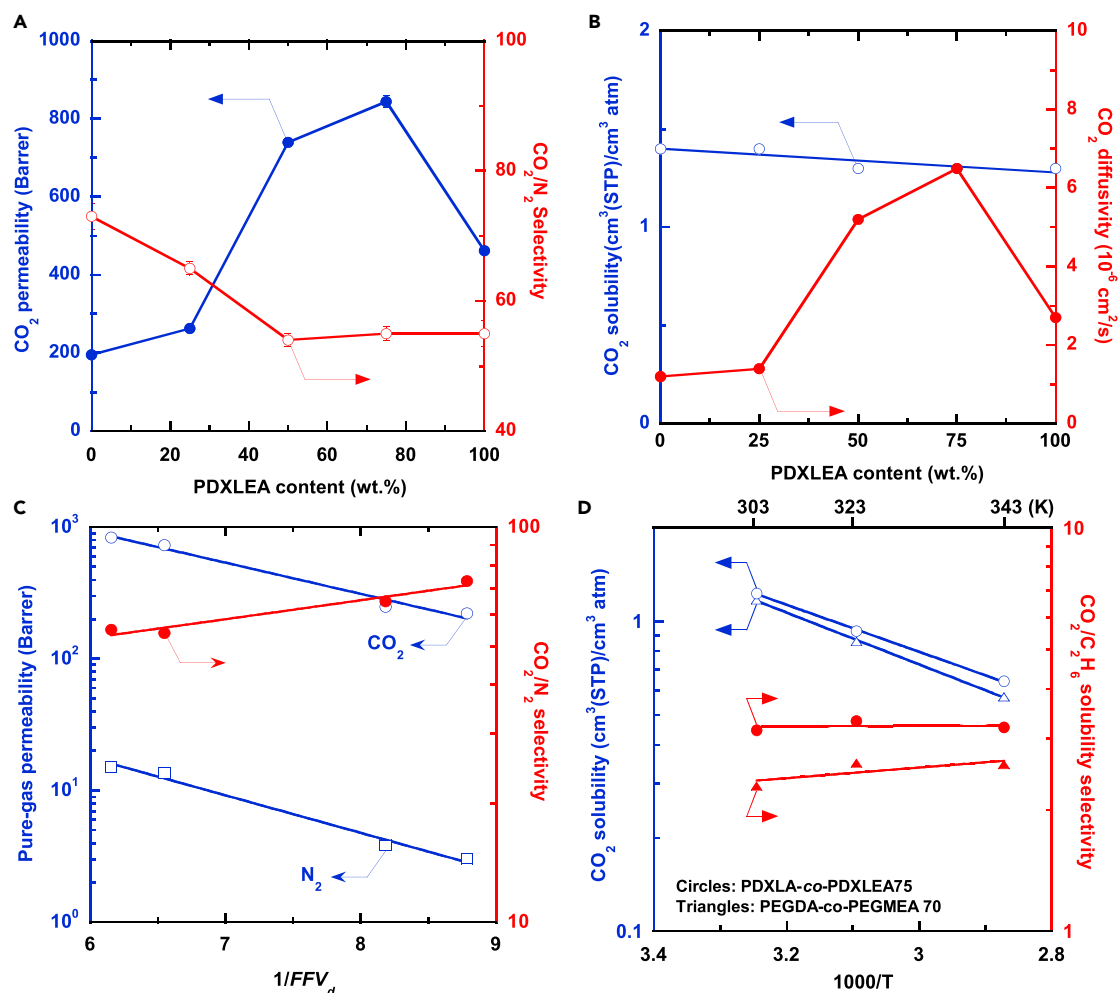 A
1000
800
600
400
200
0
CO2 permeability (Barrer)
100
80
60
40
CO2/N2 Selectivity
0 20 40 60 80 100
PDXLEA content (wt.%)
B
2
1
0
CO2 solubility(cm3(STP)/cm3 atm)
10
8
6
4
2
0
CO2 diffusivity (10-6 cm2/s)
0 25 50 75 100
PDXLEA content (wt.%)
C
103
102
101
100
Pure-gas permeability (Barrer)
CO2
N2
100
10
CO2/N2 selectivity
6 7 8 9
1/FFVd
D
303 323 343 (K)
1
0.1
CO2 solubility (cm3(STP)/cm3 atm)
10
1
CO2/C2H6 solubility selectivity
Circles: PDXLA-co-PDXLEA75
Triangles: PEGDA-co-PEGMEA 70
3.4 3.2 3 2.8
1000/T